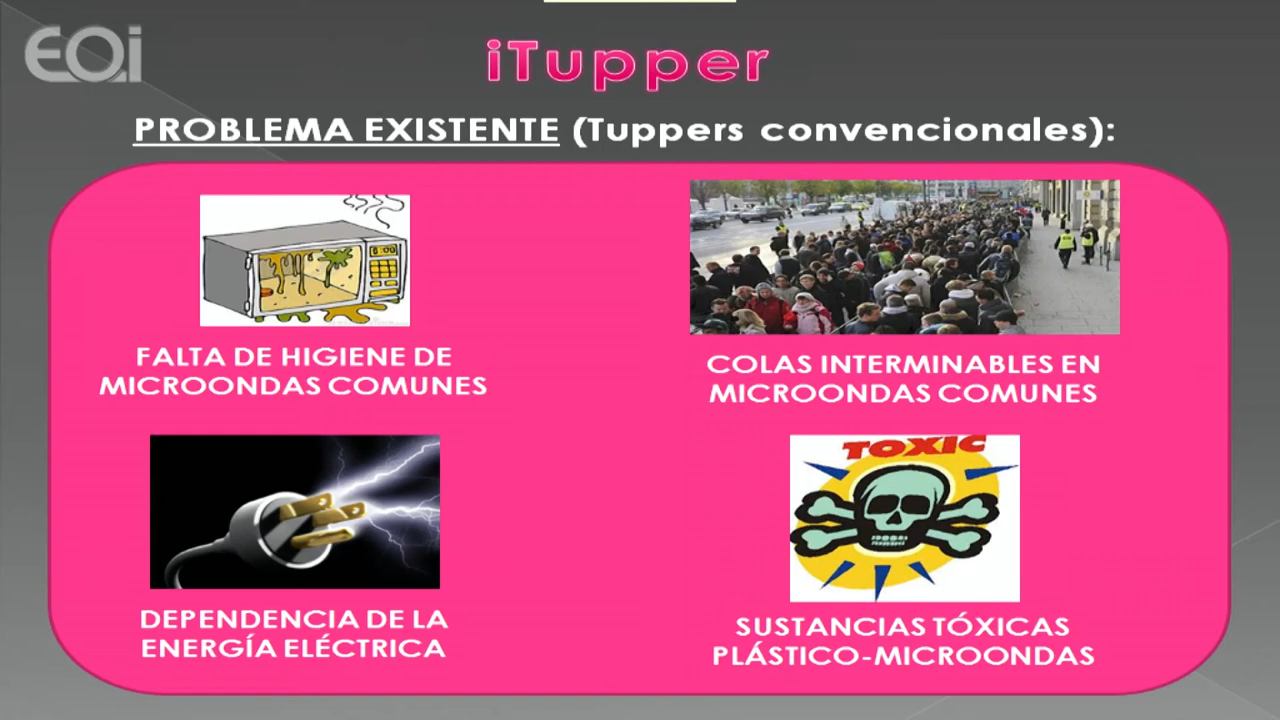 EOi
iTupper
PROBLEMA EXISTENTE (Tuppers convencionales):
FALTA DE HIGIENE DE
MICROONDAS COMUNES
COLAS INTERMINABLES EN
MICROONDAS COMUNES
TOXIC
DEPENDENCIA DE LA
ENERGÍA ELÉCTRICA
SUSTANCIAS TÓXICAS
PLÁSTICO-MICROONDAS